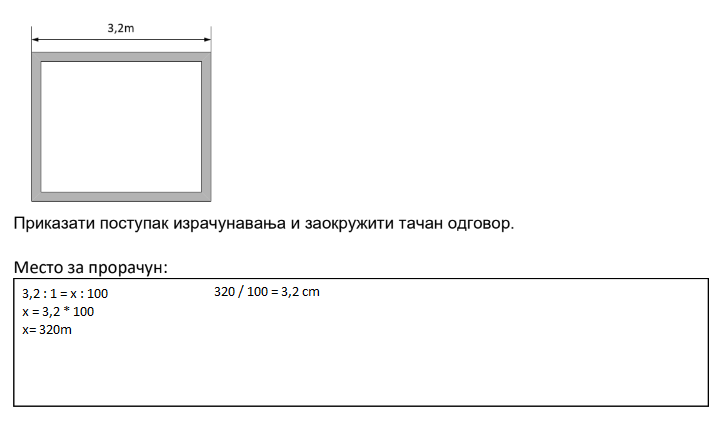 3,2m
Приказати поступак израчунавања и заокружити тачан одговор.
Место за прорачун:
3,2 : 1 = x : 100
x = 3,2 * 100
x= 320m
320 / 100 = 3,2 cm